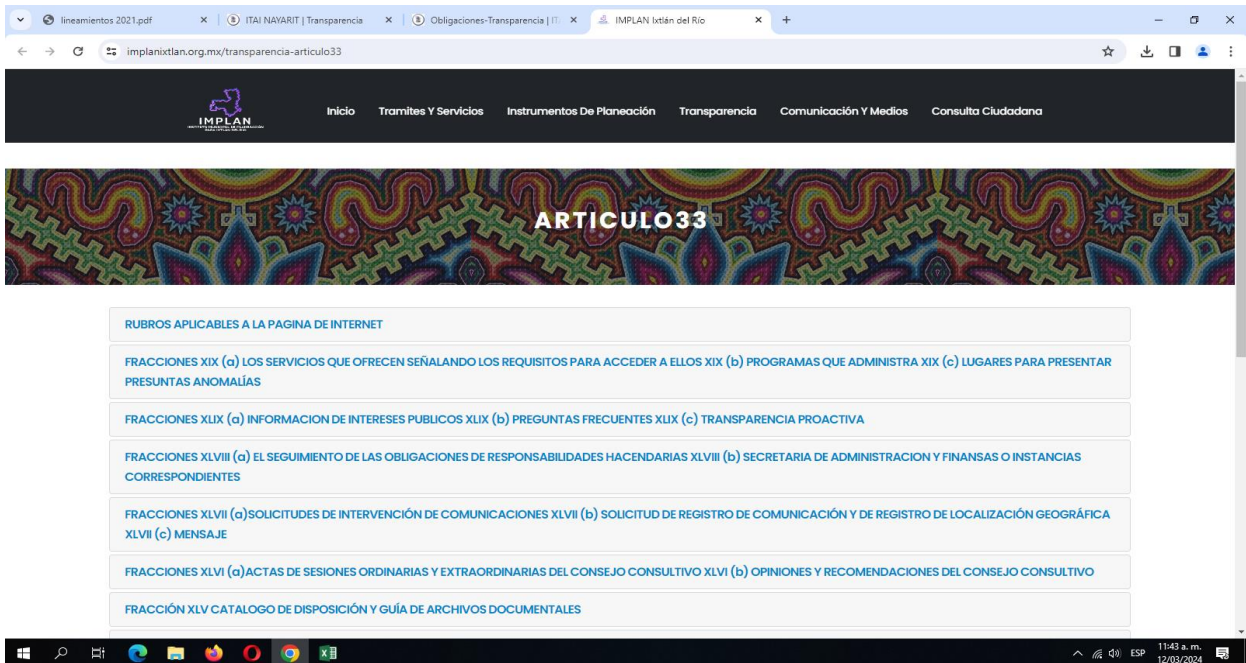 lineamientos 2021.pdf
ITAI NAYARIT | Transparencia
Obligaciones-Transparencia |
IMPLAN Ixtlán del Río
implanixtlan.org.mx/transparencia-articulo33
IMPLAN
Inicio
Tramites Y Servicios
Instrumentos De Planeación
Transparencia
Comunicación Y Medios
Consulta Ciudadana
ARTICULO33
RUBROS APLICABLES A LA PAGINA DE INTERNET
FRACCIONES XIX (a) LOS SERVICIOS QUE OFRECEN SEÑALANDO LOS REQUISITOS PARA ACCEDER A ELLOS XIX (b) PROGRAMAS QUE ADMINISTRA XIX (c) LUGARES PARA PRESENTAR
PRESUNTAS ANOMALÍAS
FRACCIONES XLIX (a) INFORMACION DE INTERESES PUBLICOS XLIX (b) PREGUNTAS FRECUENTES XLIX (c) TRANSPARENCIA PROACTIVA
FRACCIONES XLVIII (a) EL SEGUIMIENTO DE LAS OBLIGACIONES DE RESPONSABILIDADES HACENDARIAS XLVIII (b) SECRETARIA DE ADMINISTRACION Y FINANSAS O INSTANCIAS
CORRESPONDIENTES
FRACCIONES XLVII (a)SOLICITUDES DE INTERVENCIÓN DE COMUNICACIONES XLVII (b) SOLICITUD DE REGISTRO DE COMUNICACIÓN Y DE REGISTRO DE LOCALIZACIÓN GEOGRÁFICA
XLVII (c) MENSAJE
FRACCIONES XLVI (a)ACTAS DE SESIONES ORDINARIAS Y EXTRAORDINARIAS DEL CONSEJO CONSULTIVO XLVI (b) OPINIONES Y RECOMENDACIONES DEL CONSEJO CONSULTIVO
FRACCIÓN XLV CATALOGO DE DISPOSICIÓN Y GUÍA DE ARCHIVOS DOCUMENTALES
ESP
11:43 a. m.
12/03/2024